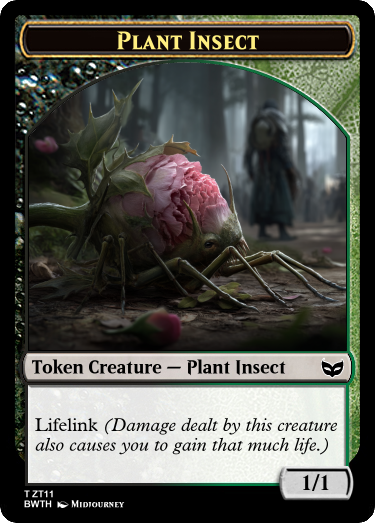 Plant Insect
Token Creature — Plant Insect
Lifelink (Damage dealt by this creature
also causes you to gain that much life.)
1/1
T ZT11
BWTH Midjourney